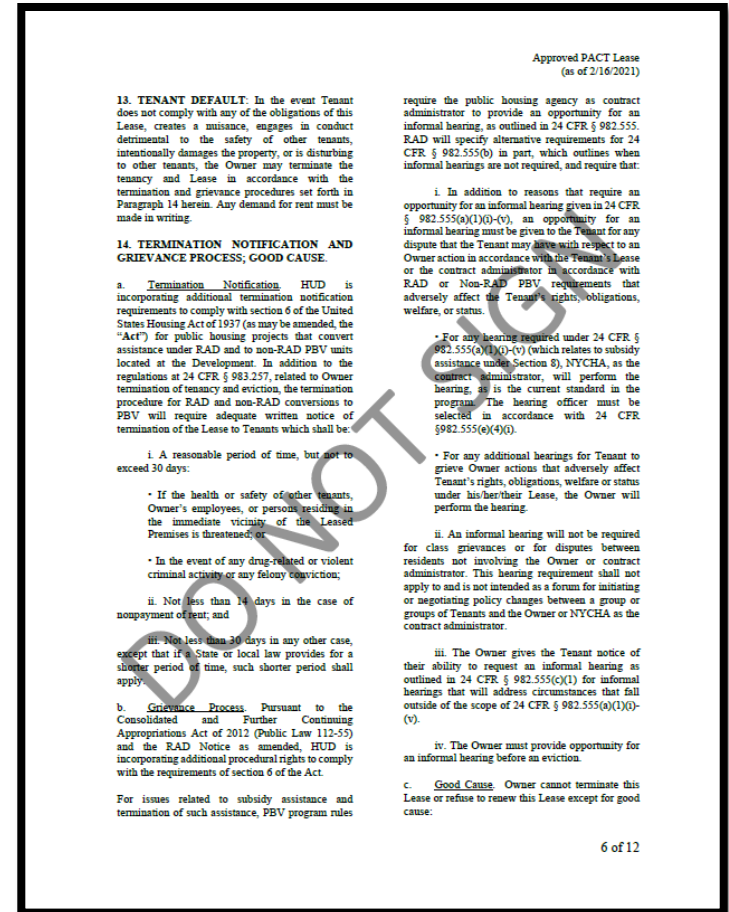 Approved PACT Lease
(as of 2/16/2021)
13. TENANT DEFAULT: In the event Tenant
does not comply with any of the obligations of this
Lease, creates a nuisance, engages in conduct
detrimental to the safety of other tenants,
intentionally damages the property, or is disturbing
to other tenants, the Owner may terminate the
tenancy and Lease in accordance with the
termination and grievance procedures set forth in
Paragraph 14 herein. Any demand for rent must be
made in writing.
14. TERMINATION NOTIFICATION AND
GRIEVANCE PROCESS; GOOD CAUSE.
a. Termination Notification. HUD is
incorporating additional termination notification
requirements to comply with section 6 of the United
States Housing Act of 1937 (as may be amended, the
“Act”) for public housing projects that convert
assistance under RAD and to non-RAD PBV units
located at the Development. In addition to the
regulations at 24 CFR § 983.257, related to Owner
termination of tenancy and eviction, the termination
procedure for RAD and non-RAD conversions to
PBV will require adequate written notice of
termination of the Lease to Tenants which shall be:
i. A reasonable period of time, but not to
exceed 30 days:
• If the health or safety of other tenants,
Owner’s employees, or persons residing in
the immediate vicinity of the Leased
Premises is threatened; or
• In the event of any drug-related or violent
criminal activity or any felony conviction;
ii. Not less than 14 days in the case of
nonpayment of rent; and
iii. Not less than 30 days in any other case,
except that if a State or local law provides for a
shorter period of time, such shorter period shall
apply.
b. Grievance Process. Pursuant to the
Consolidated and Further Continuing
Appropriations Act of 2012 (Public Law 112-55)
and the RAD Notice as amended, HUD is
incorporating additional procedural rights to comply
with the requirements of section 6 of the Act.
For issues related to subsidy assistance and
termination of such assistance, PBV program rules
require the public housing agency as contract
administrator to provide an opportunity for an
informal hearing, as outlined in 24 CFR § 982.555.
RAD will specify alternative requirements for 24
CFR § 982.555(b) in part, which outlines when
informal hearings are not required, and require that:
i. In addition to reasons that require an
opportunity for an informal hearing given in 24 CFR
§ 982.555(a)(1)(i)-(v), an opportunity for an
informal hearing must be given to the Tenant for any
dispute that the Tenant may have with respect to an
Owner action in accordance with the Tenant’s Lease
or the contract administrator in accordance with
RAD or Non-RAD PBV requirements that
adversely affect the Tenant’s rights, obligations,
welfare, or status.
• For any hearing required under 24 CFR §
982.555(a)(1)(i)-(v) (which relates to subsidy
assistance under Section 8), NYCHA, as the
contract administrator, will perform the
hearing, as is the current standard in the
program. The hearing officer must be
selected in accordance with 24 CFR
§982.555(e)(4)(i).
• For any additional hearings for Tenant to
grieve Owner actions that adversely affect
Tenant’s rights, obligations, welfare or status
under his/her/their Lease, the Owner will
perform the hearing.
ii. An informal hearing will not be required
for class grievances or for disputes between
residents not involving the Owner or contract
administrator. This hearing requirement shall not
apply to and is not intended as a forum for initiating
or negotiating policy changes between a group or
groups of Tenants and the Owner or NYCHA as the
contract administrator.
iii. The Owner gives the Tenant notice of
their ability to request an informal hearing as
outlined in 24 CFR § 982.555(c)(1) for informal
hearings that will address circumstances that fall
outside of the scope of 24 CFR § 982.555(a)(1)(i)-
(v).
iv. The Owner must provide opportunity for
an informal hearing before an eviction.
c. Good Cause. Owner cannot terminate this
Lease or refuse to renew this Lease except for good
cause:
6 of 12
DO NOT SIGN